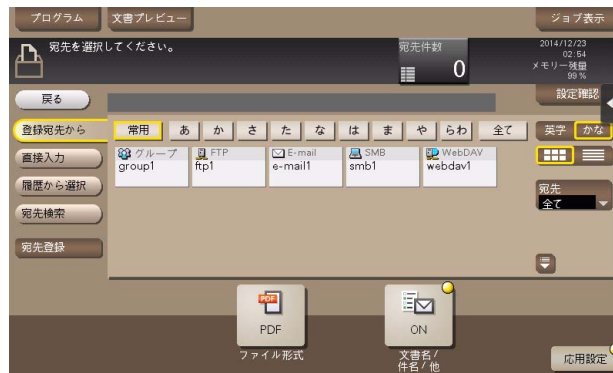 プログラム
文書プレビュー
ジョブ表示
宛先を選択してください。
宛先件数
0
2014/12/23
02:54
メモリー残量
99 %
戻る
設定確認
登録宛先から
常用
あ
か
さ
た
な
は
ま
や
らわ
全て
英字
かな
直接入力
グループ
group1
FTP
ftp1
E-mail
e-mail1
SMB
smb1
WebDAV
webdav1
履歴から選択
宛先検索
宛先登録
宛先
全て
PDF
PDF
ファイル形式
ON
文書名/
件名/他
応用設定